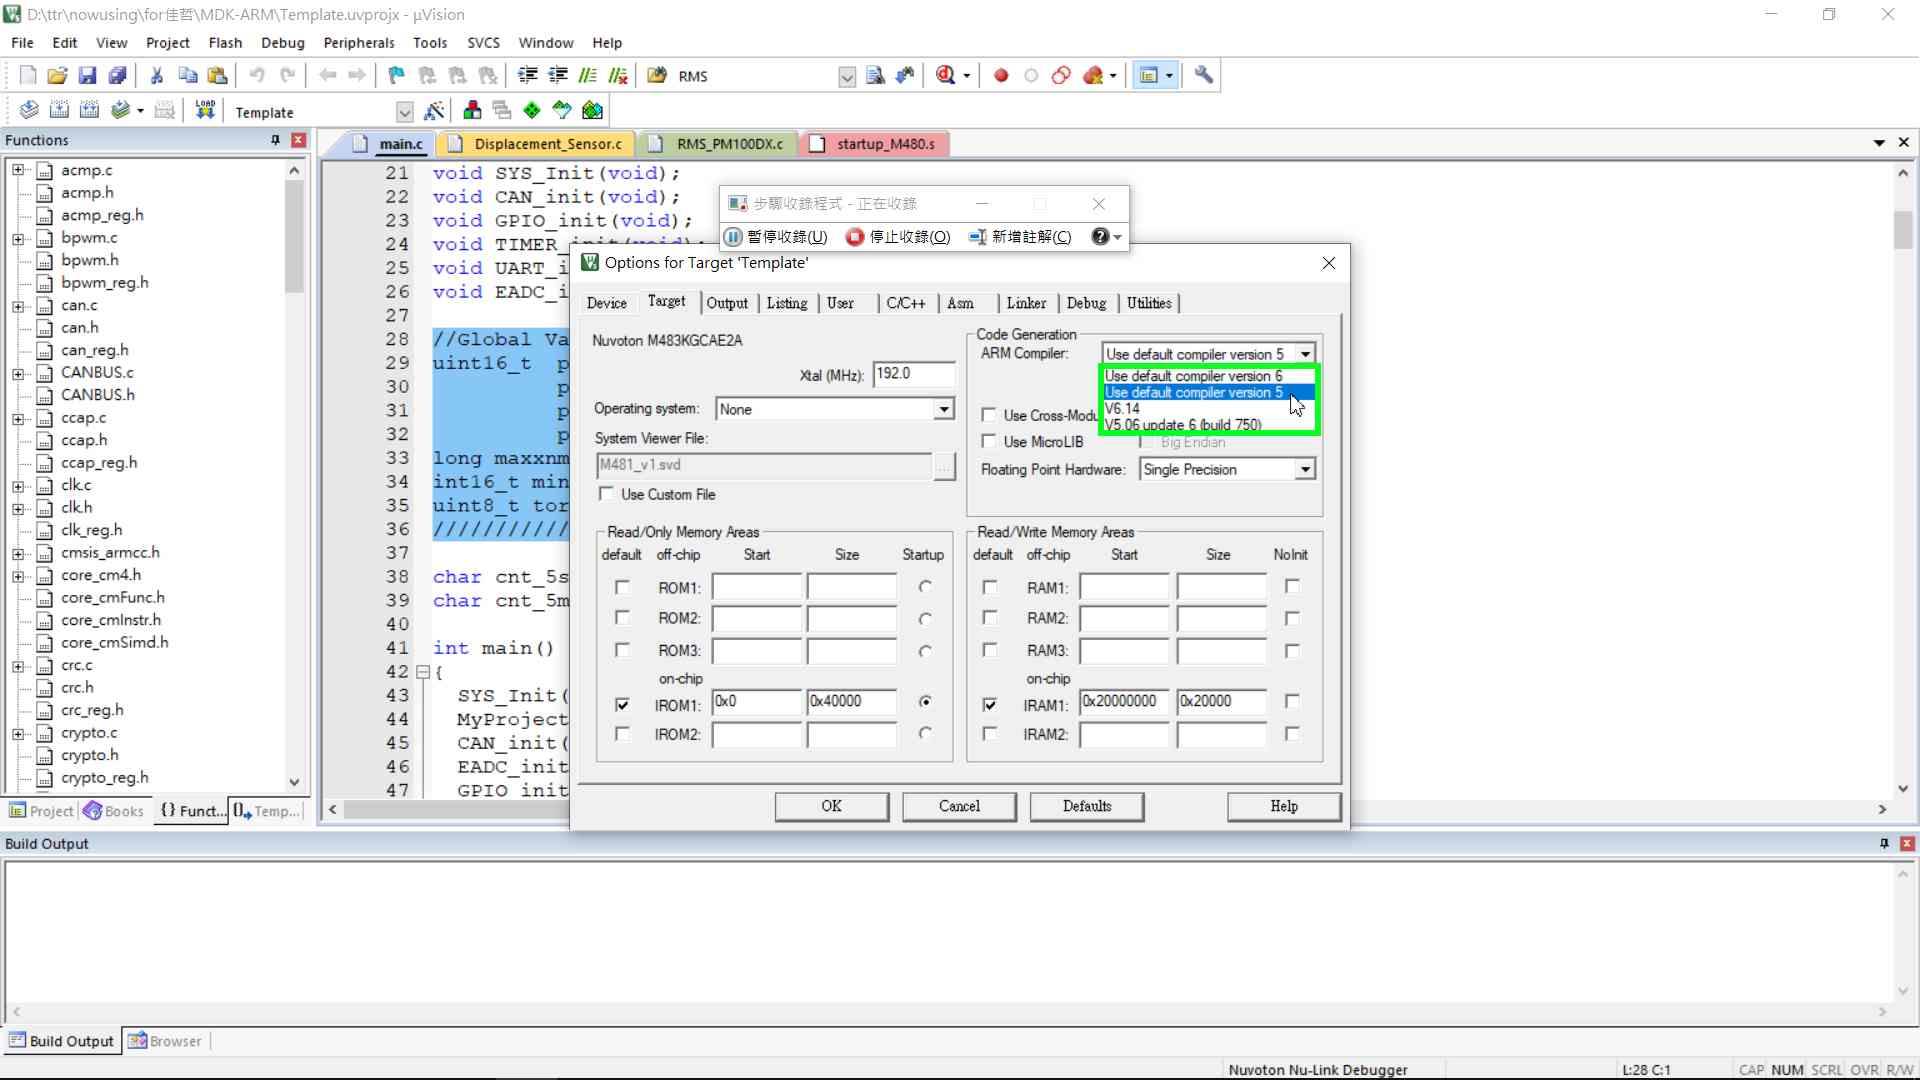 D:\ttr\nowusing\for佳哲\MDK-ARM\Template.uvprojx - µVision
File Edit View Project Flash Debug Peripherals Tools SVCS Window Help
RMS
LOAD Template
Functions
main.c Displacement_Sensor.c RMS_PM100DX.c startup_M480.s
acmp.c
acmp.h
acmp_reg.h
bpwm.c
bpwm.h
bpwm_reg.h
can.c
can.h
can_reg.h
CANBUS.c
CANBUS.h
ccap.c
ccap.h
ccap_reg.h
clk.c
clk.h
clk_reg.h
cmsis_armcc.h
core_cm4.h
core_cmFunc.h
core_cmInstr.h
core_cmSimd.h
crc.c
crc.h
crc_reg.h
crypto.c
crypto.h
crypto_reg.h
Project Books {} Funct... Temp...
21 void SYS_Init(void);
22 void CAN_init(void);
23 void GPIO_init(void);
24 void TIMER_init(void);
25 void UART_i
26 void EADC_i
27
28 //Global Va
29 uint16_t p
30 p
31 p
32 p
33 long maxxnm
34 int16_t min
35 uint8_t tor
36 ///////////
37
38 char cnt_5s
39 char cnt_5m
40
41 int main()
42 {
43 SYS_Init(
44 MyProject
45 CAN_init(
46 EADC_init
47 GPIO init
步驟收錄程式 - 正在收錄
暫停收錄(U) 停止收錄(O) 新增註解(C)
Options for Target 'Template'
Device Target Output Listing User C/C++ Asm Linker Debug Utilities
Nuvoton M483KGCAE2A
Xtal (MHz): 192.0
Operating system: None
System Viewer File:
M481_v1.svd ...
Use Custom File
Code Generation
ARM Compiler: Use default compiler version 5
Use default compiler version 6
Use default compiler version 5
V6.14
V5.06 update 6 (build 750)
Use Cross-Modu
Use MicroLIB Big Endian
Floating Point Hardware: Single Precision
Read/Only Memory Areas
default off-chip Start Size Startup
ROM1:
ROM2:
ROM3:
on-chip
IROM1: 0x0 0x40000
IROM2:
Read/Write Memory Areas
default off-chip Start Size NoInit
RAM1:
RAM2:
RAM3:
on-chip
IRAM1: 0x20000000 0x20000
IRAM2:
OK Cancel Defaults Help
Build Output
Build Output Browser
Nuvoton Nu-Link Debugger L:28 C:1 CAP NUM SCRL OVR R/W